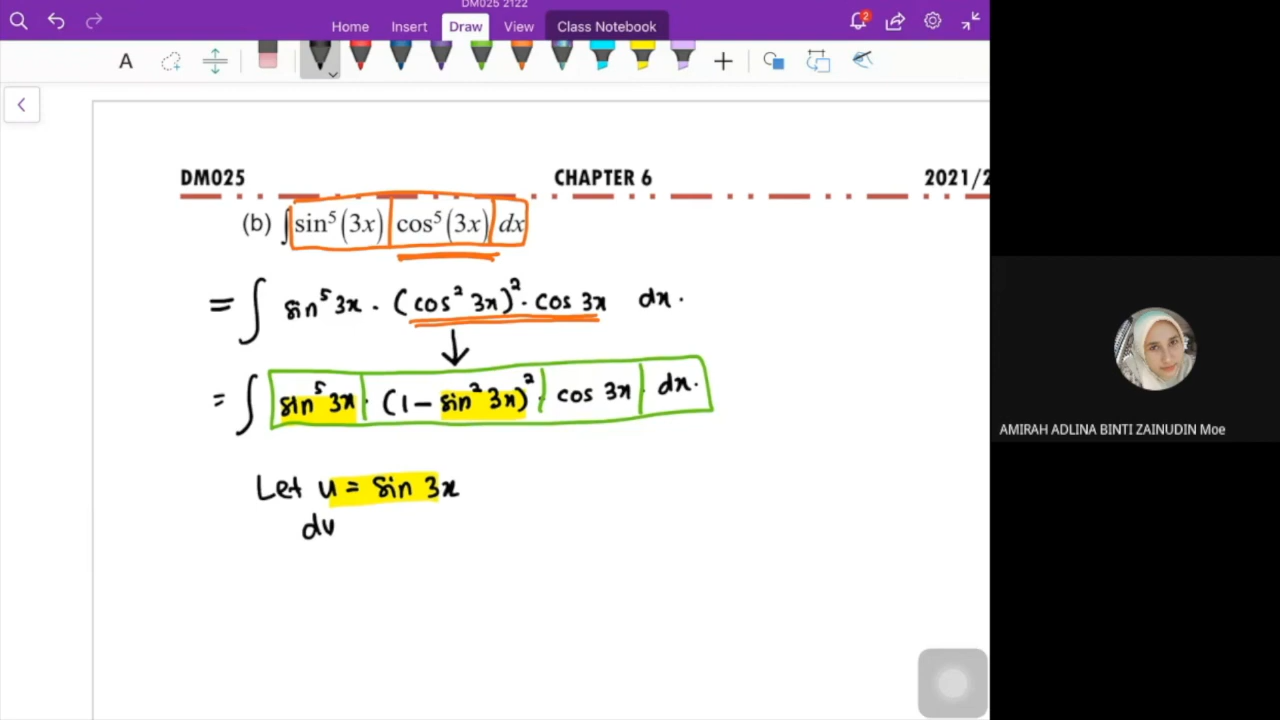 DM025 2122
Home Insert Draw View Class Notebook
2
A
DM025 CHAPTER 6 2021/2
(b) ∫ sin⁵(3x) cos⁵(3x) dx
= ∫ sin⁵ 3x · (cos² 3x)² · cos 3x dx.
= ∫ sin⁵ 3x · (1 − sin² 3x)² · cos 3x · dx.
Let u = sin 3x
du
AMIRAH ADLINA BINTI ZAINUDIN Moe